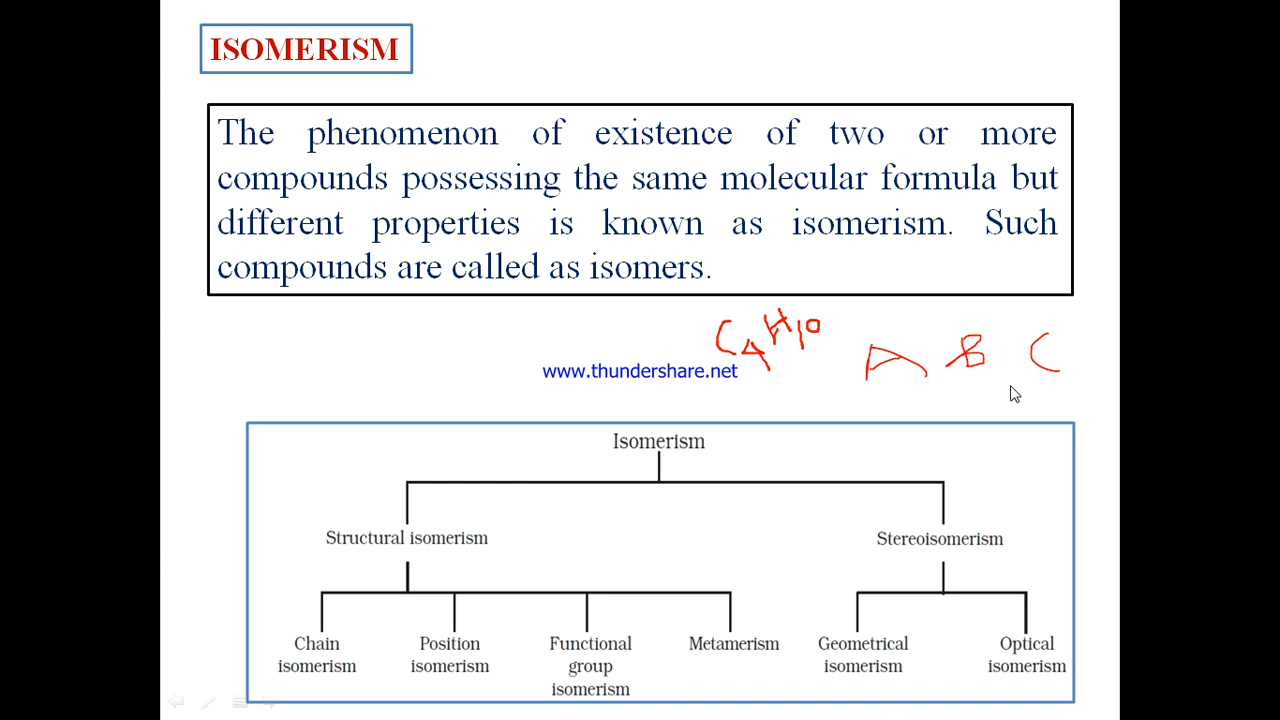 ISOMERISM
The phenomenon of existence of two or more
compounds possessing the same molecular formula but
different properties is known as isomerism. Such
compounds are called as isomers.
C4H10 A B C
www.thundershare.net
Isomerism
Structural isomerism Stereoisomerism
Chain isomerism
Position isomerism
Functional group isomerism
Metamerism
Geometrical isomerism
Optical isomerism